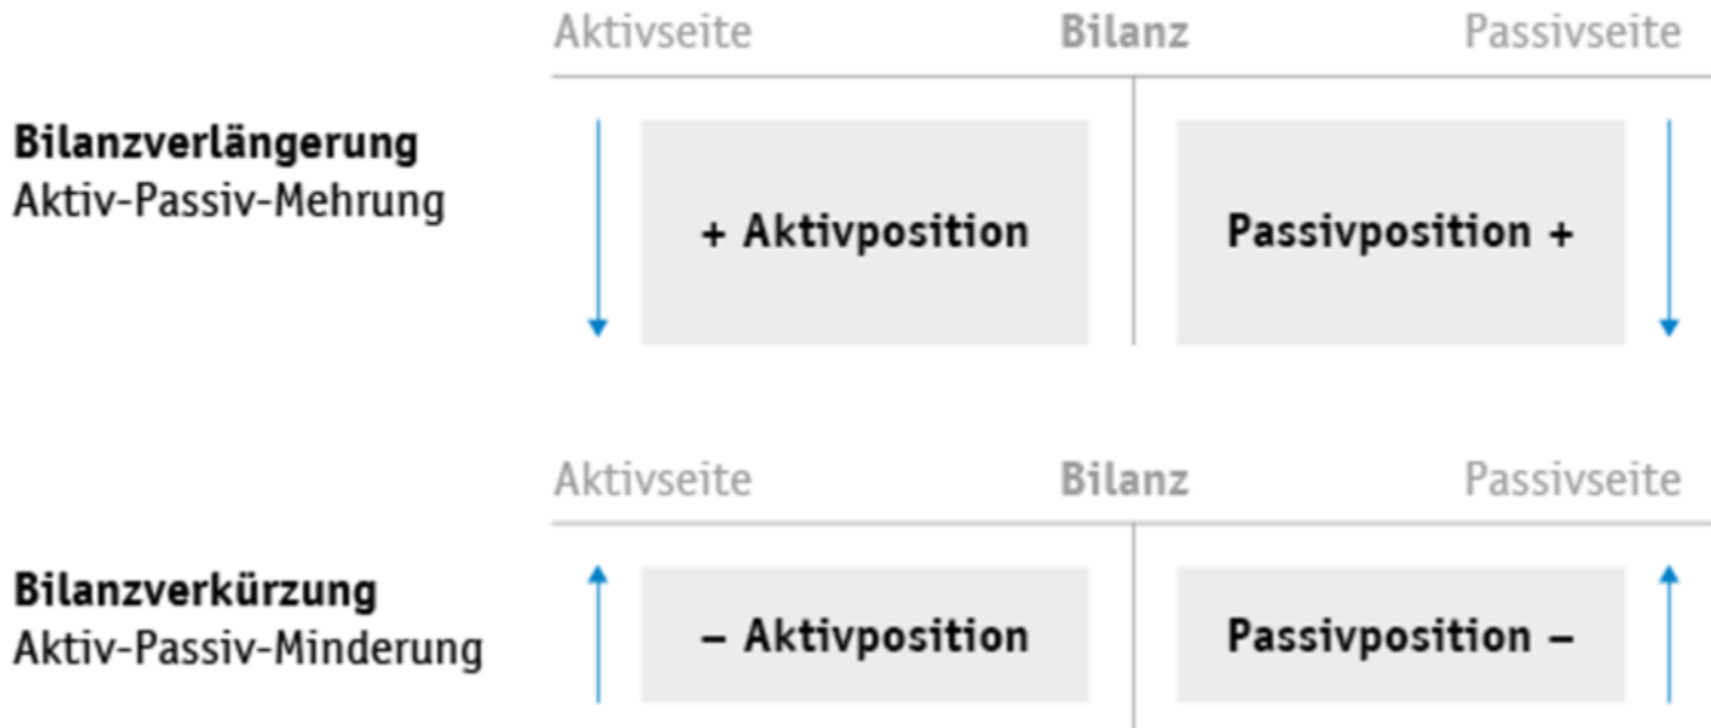 Aktivseite Bilanz Passivseite
Bilanzverlängerung
Aktiv-Passiv-Mehrung
+ Aktivposition Passivposition +
Aktivseite Bilanz Passivseite
Bilanzverkürzung
Aktiv-Passiv-Minderung
– Aktivposition Passivposition –